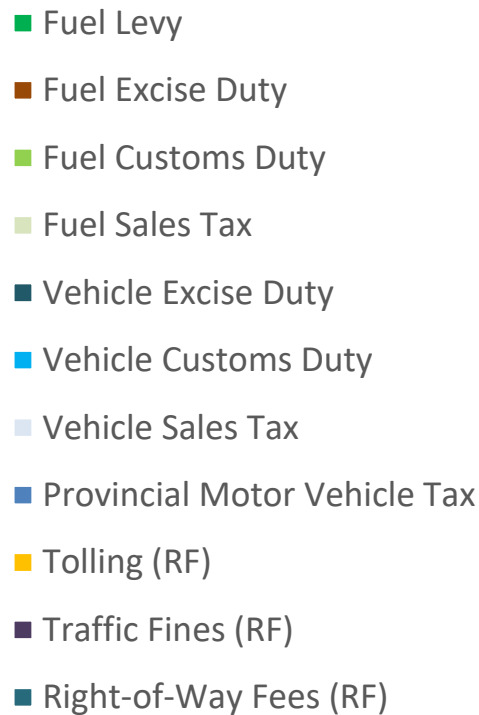 Fuel Levy
Fuel Excise Duty
Fuel Customs Duty
Fuel Sales Tax
Vehicle Excise Duty
Vehicle Customs Duty
Vehicle Sales Tax
Provincial Motor Vehicle Tax
Tolling (RF)
Traffic Fines (RF)
Right-of-Way Fees (RF)